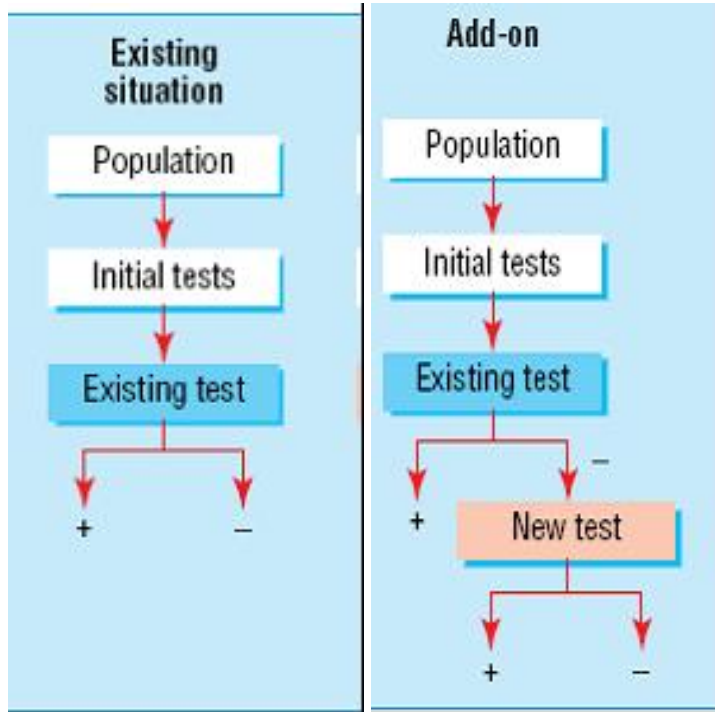 Existing
situation
Population
Initial tests
Existing test
+ –
Add-on
Population
Initial tests
Existing test
–
+
New test
+ –